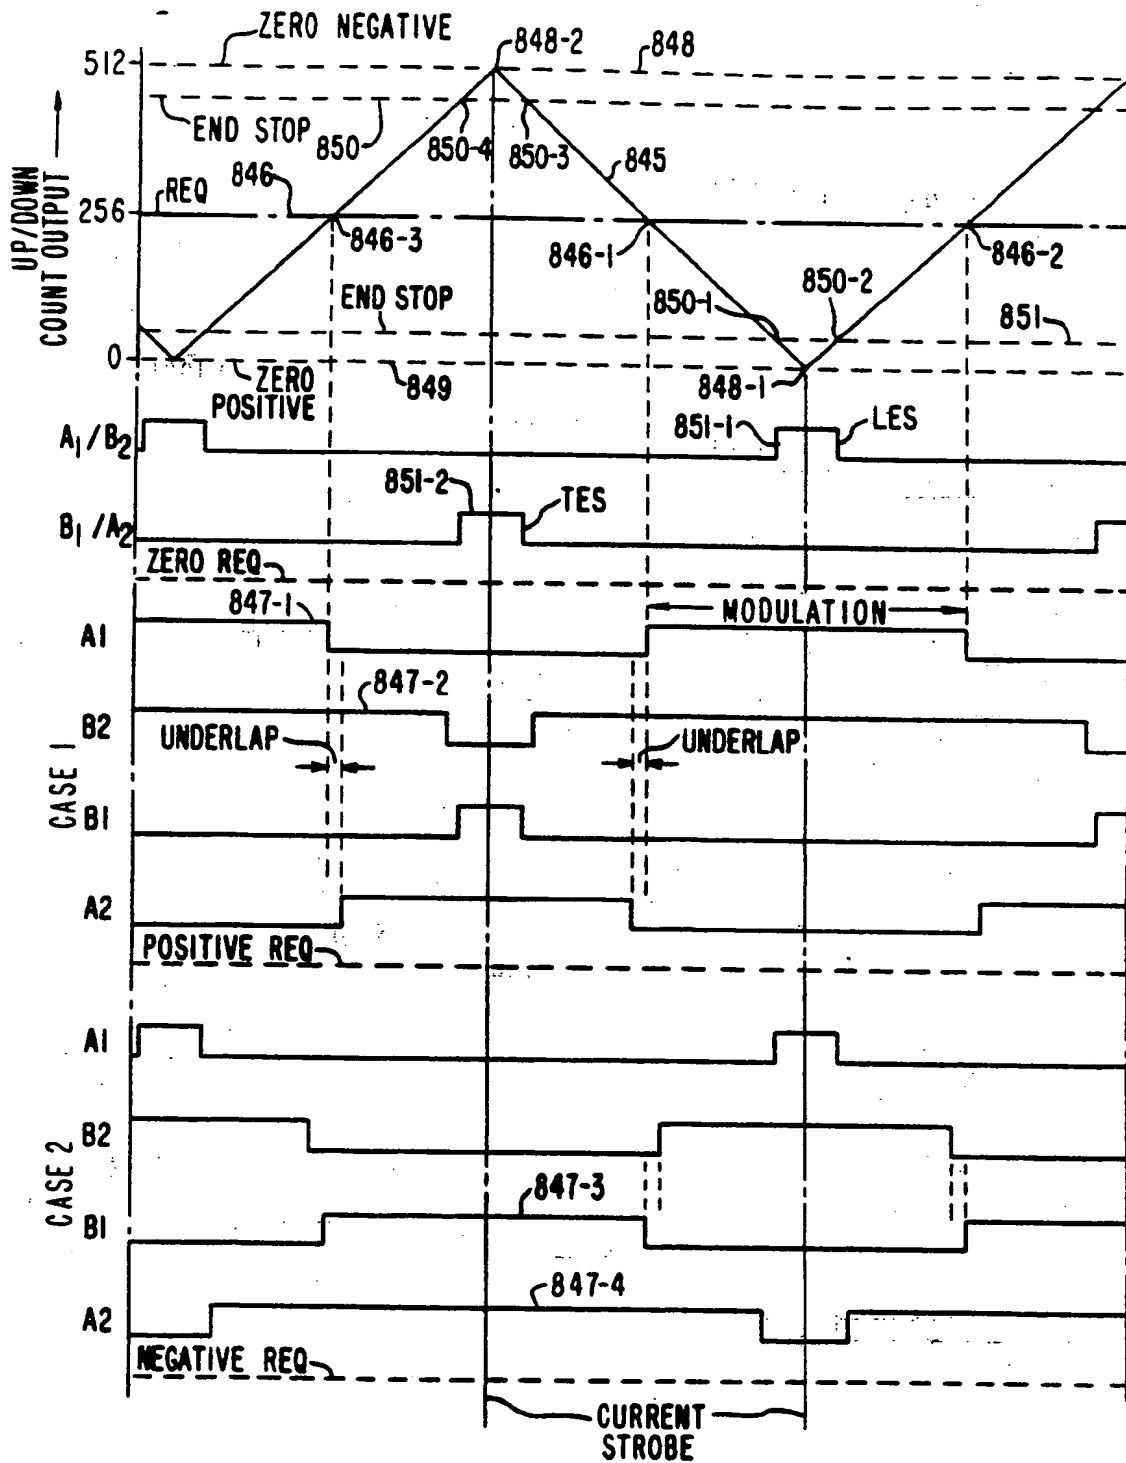 ZERO NEGATIVE
848-2
848
512
END STOP
850
850-4
850-3
845
UP/DOWN
COUNT OUTPUT
846
REQ
256
846-3
846-1
846-2
END STOP
850-1
850-2
851
0
ZERO
POSITIVE
849
848-1
A1/B2
851-1
LES
851-2
TES
B1/A2
ZERO REQ
847-1
MODULATION
A1
847-2
B2
UNDERLAP
UNDERLAP
CASE 1
B1
A2
POSITIVE REQ
A1
B2
CASE 2
847-3
B1
847-4
A2
NEGATIVE REQ
CURRENT
STROBE